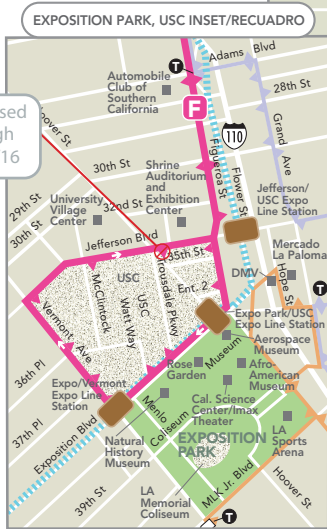 EXPOSITION PARK, USC INSET/RECUADRO
T
Adams Blvd
Automobile
Club of
Southern
California
28th St
F
sed
gh
16
Hoover St
110
Grand Ave
Figueroa St
Flower St
30th St
Shrine
Auditorium
and
Exhibition
Center
Jefferson/
USC Expo
Line Station
29th St
30th St
University
Village
Center
32nd St
Jefferson Blvd
35th St
Mercado
La Paloma
DMV
Hope St
T
USC
Ent. 2
McClintock
USC
Watt Way
Trousdale Pkwy
Vermont Ave
Expo Park/USC
Expo Line Station
Aerospace
Museum
Museum
36th Pl
Rose
Garden
Afro
American
Museum
Expo/Vermont
Expo Line
Station
Menlo
Cal. Science
Center/Imax
Theater
37th Pl
Exposition Blvd
Coliseum
EXPOSITION
PARK
LA
Sports
Arena
Natural
History
Museum
39th St
LA
Memorial
Coliseum
MLK Jr. Blvd
Hoover St
T